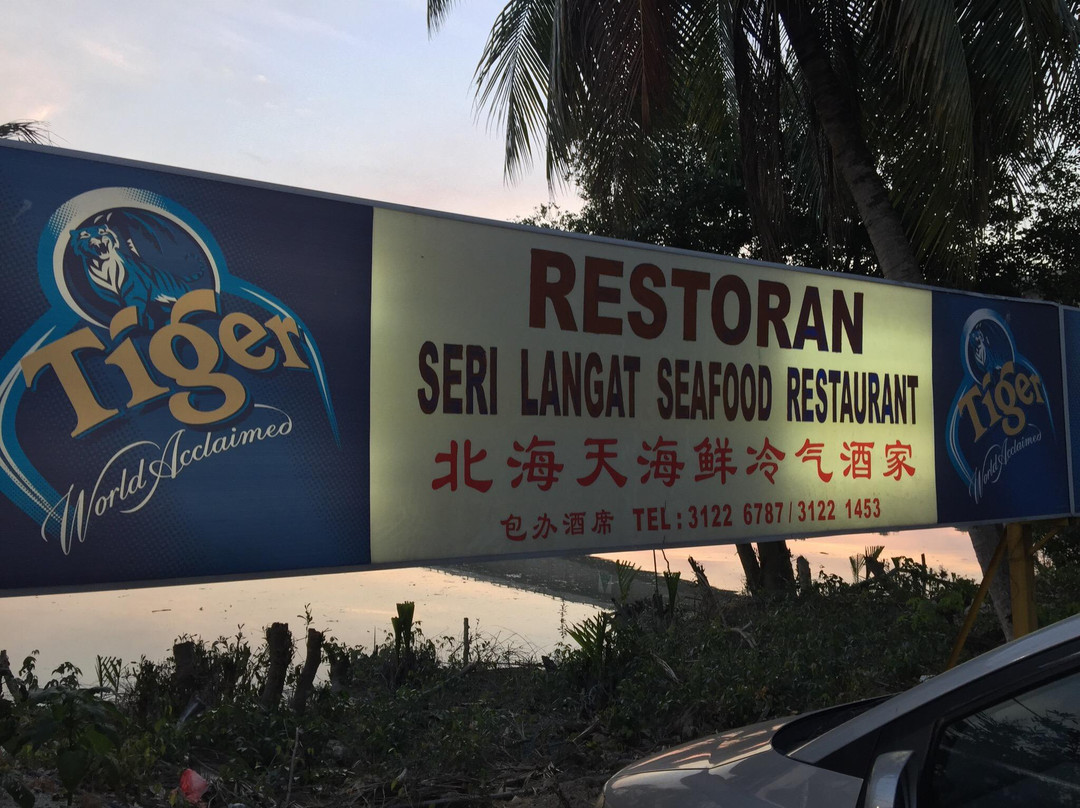 Tiger
World Acclaimed
RESTORAN
SERI LANGAT SEAFOOD RESTAURANT
北海天海鲜冷气酒家
包办酒席 TEL : 3122 6787 / 3122 1453
Tiger
World Acclaimed